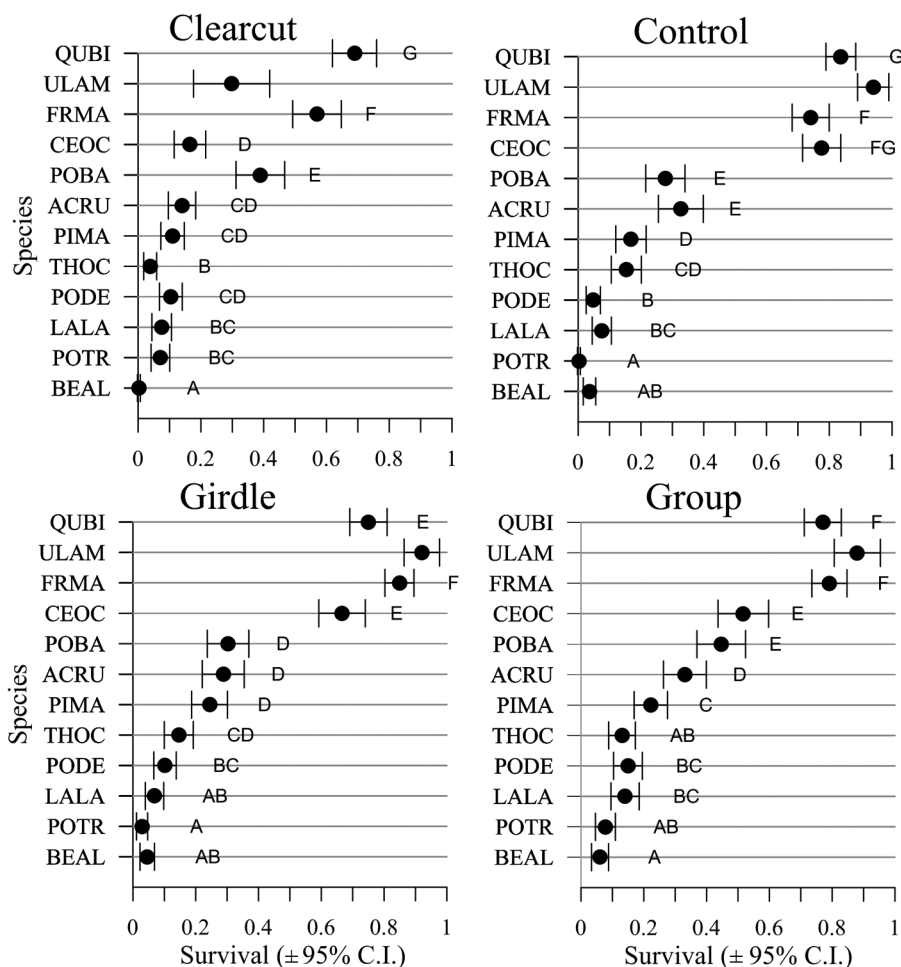 Clearcut
QUBI G
ULAM
FRMA F
CEOC D
POBA E
ACRU CD
PIMA CD
THOC B
PODE CD
LALA BC
POTR BC
BEAL A
Species
0 0.2 0.4 0.6 0.8 1
Control
QUBI G
ULAM
FRMA F
CEOC FG
POBA E
ACRU E
PIMA D
THOC CD
PODE B
LALA BC
POTR A
BEAL AB
0 0.2 0.4 0.6 0.8 1
Girdle
QUBI E
ULAM
FRMA F
CEOC E
POBA D
ACRU D
PIMA D
THOC CD
PODE BC
LALA AB
POTR A
BEAL AB
Species
0 0.2 0.4 0.6 0.8 1
Survival (± 95% C.I.)
Group
QUBI F
ULAM
FRMA F
CEOC E
POBA E
ACRU D
PIMA C
THOC AB
PODE BC
LALA BC
POTR AB
BEAL A
0 0.2 0.4 0.6 0.8 1
Survival (± 95% C.I.)